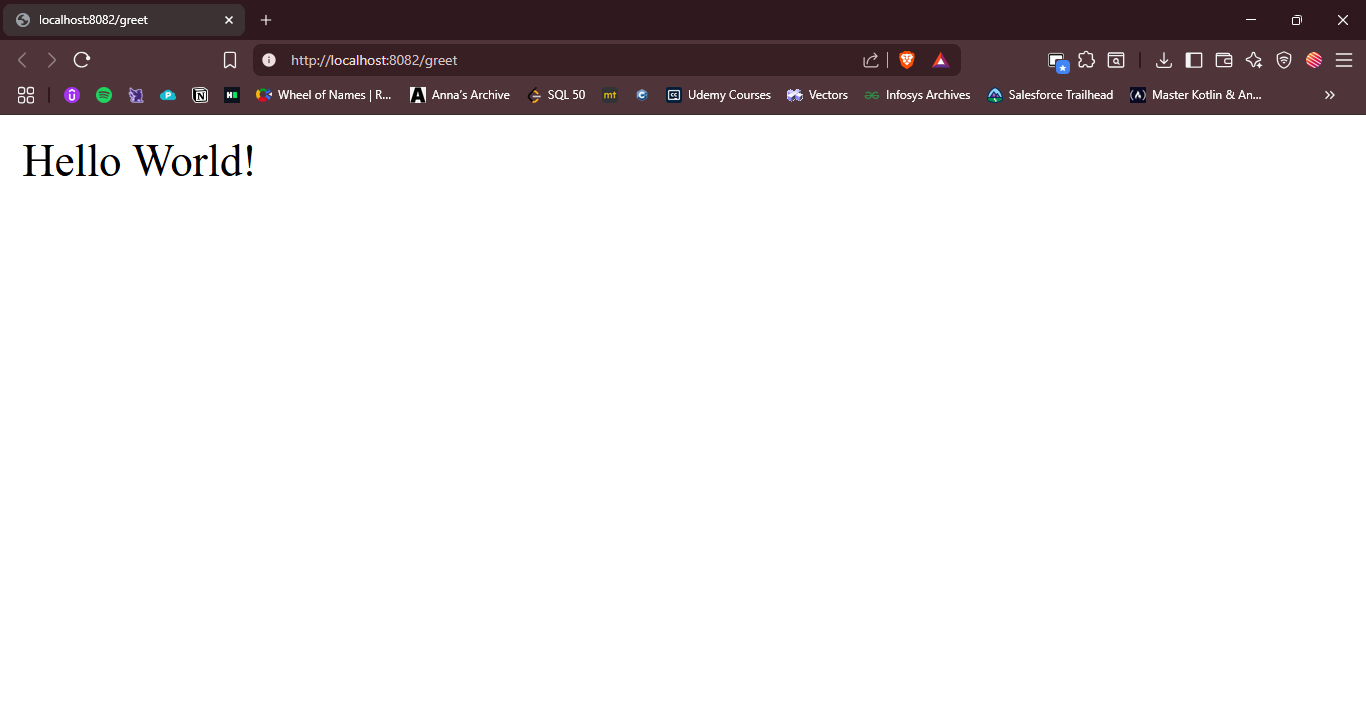 localhost:8082/greet
http://localhost:8082/greet
Wheel of Names | R...
Anna's Archive
SQL 50
mt
Udemy Courses
Vectors
Infosys Archives
Salesforce Trailhead
Master Kotlin & An...
Hello World!